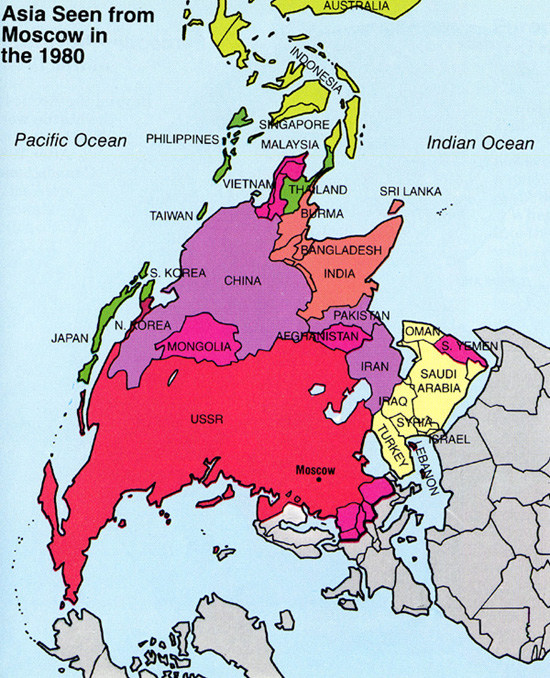 Asia Seen from
Moscow in
the 1980
AUSTRALIA
INDONESIA
Pacific Ocean
PHILIPPINES
SINGAPORE
MALAYSIA
Indian Ocean
VIETNAM
THAILAND
SRI LANKA
TAIWAN
BURMA
BANGLADESH
S. KOREA
CHINA
INDIA
PAKISTAN
N. KOREA
JAPAN
MONGOLIA
AFGHANISTAN
OMAN
S. YEMEN
IRAN
SAUDI
ARABIA
IRAQ
USSR
SYRIA
ISRAEL
TURKEY
LEBANON
Moscow